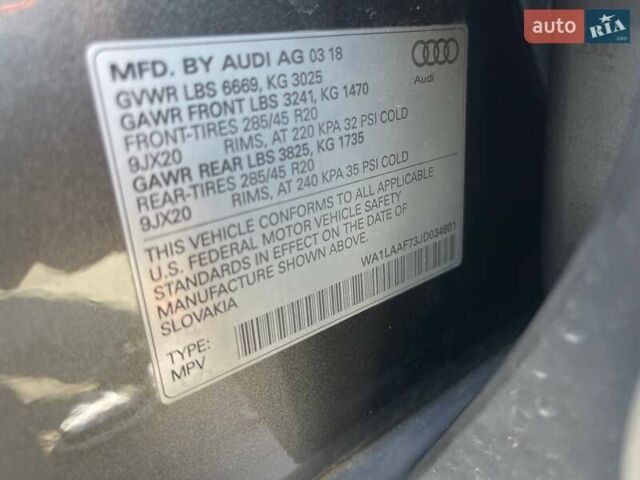 auto RIA.com
MFD. BY AUDI AG 03 18
Audi
GVWR LBS 6669, KG 3025
GAWR FRONT LBS 3241, KG 1470
FRONT-TIRES 285/45 R20
9JX20 RIMS, AT 220 KPA 32 PSI COLD
GAWR REAR LBS 3825, KG 1735
REAR-TIRES 285/45 R20
9JX20 RIMS, AT 240 KPA 35 PSI COLD
THIS VEHICLE CONFORMS TO ALL APPLICABLE
U.S. FEDERAL MOTOR VEHICLE SAFETY
STANDARDS IN EFFECT ON THE DATE OF
MANUFACTURE SHOWN ABOVE.
SLOVAKIA
WA1LAAF73JD034801
TYPE:
MPV